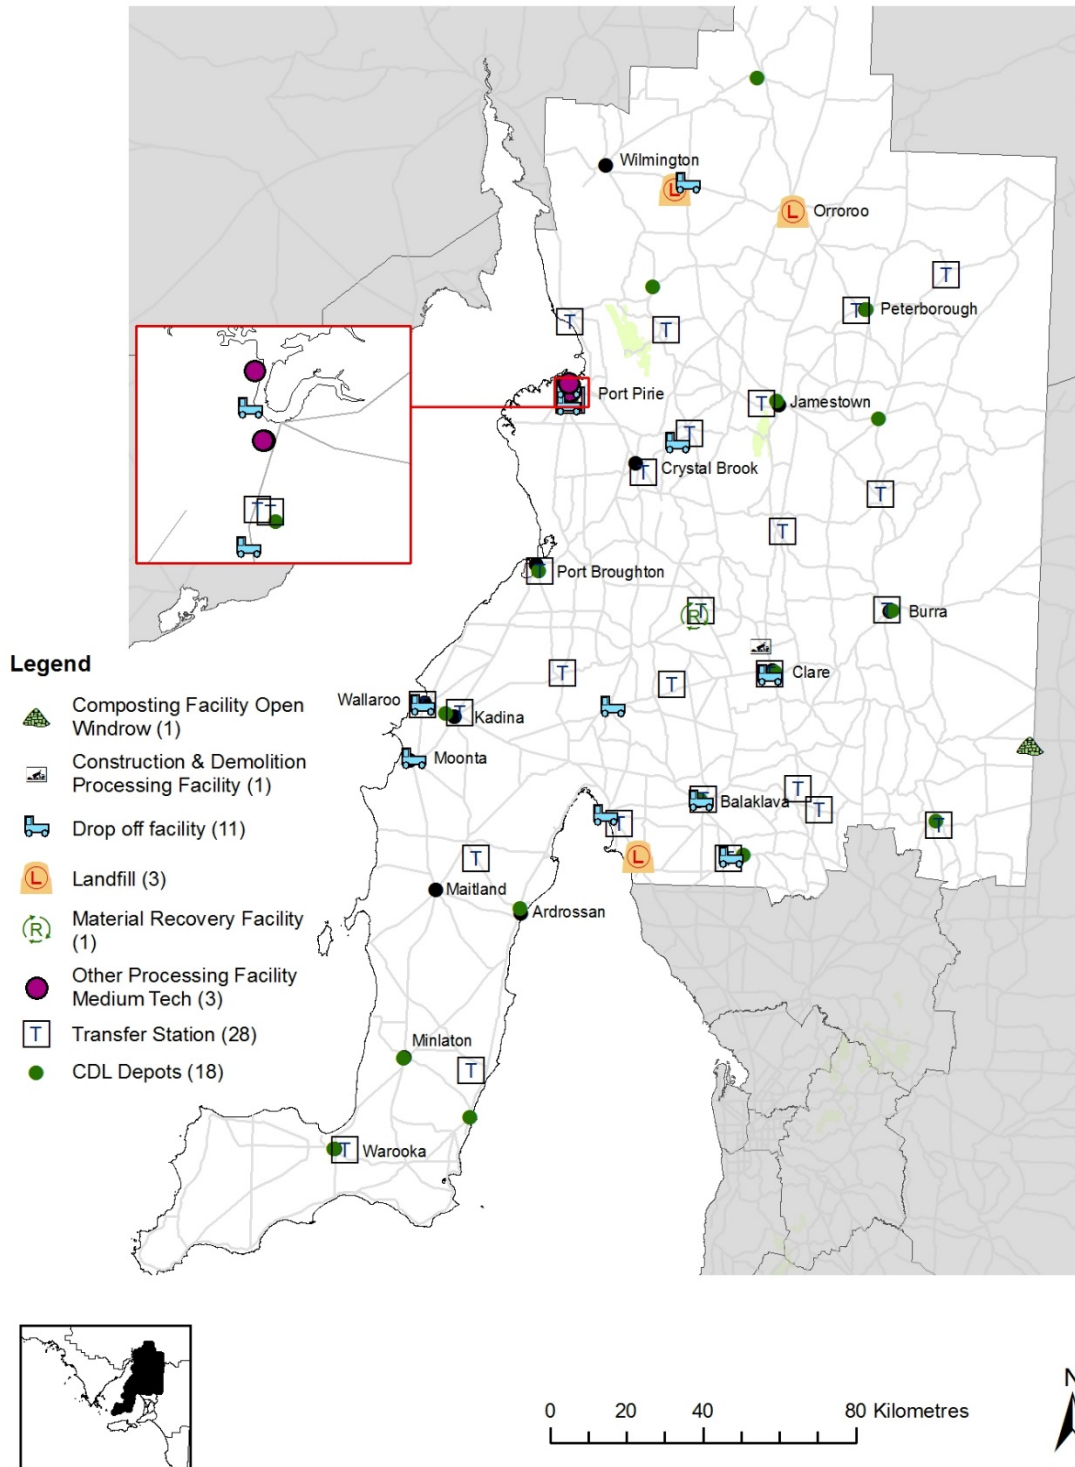 Wilmington
L
L
Orroroo
T
T
Peterborough
T
T
Port Pirie
T
Jamestown
T
T
Crystal Brook
T
T
T T
Port Broughton
T
R
T
Burra
Legend
T
T
Clare
Composting Facility Open
Windrow (1)
Wallaroo
T
Kadina
Construction & Demolition
Processing Facility (1)
Moonta
Drop off facility (11)
T
Balaklava
T
T
T
L
Landfill (3)
L
T
T
Maitland
Material Recovery Facility
(1)
R
Ardrossan
Other Processing Facility
Medium Tech (3)
T
Transfer Station (28)
Minlaton
T
CDL Depots (18)
T
Warooka
N
0 20 40 80 Kilometres